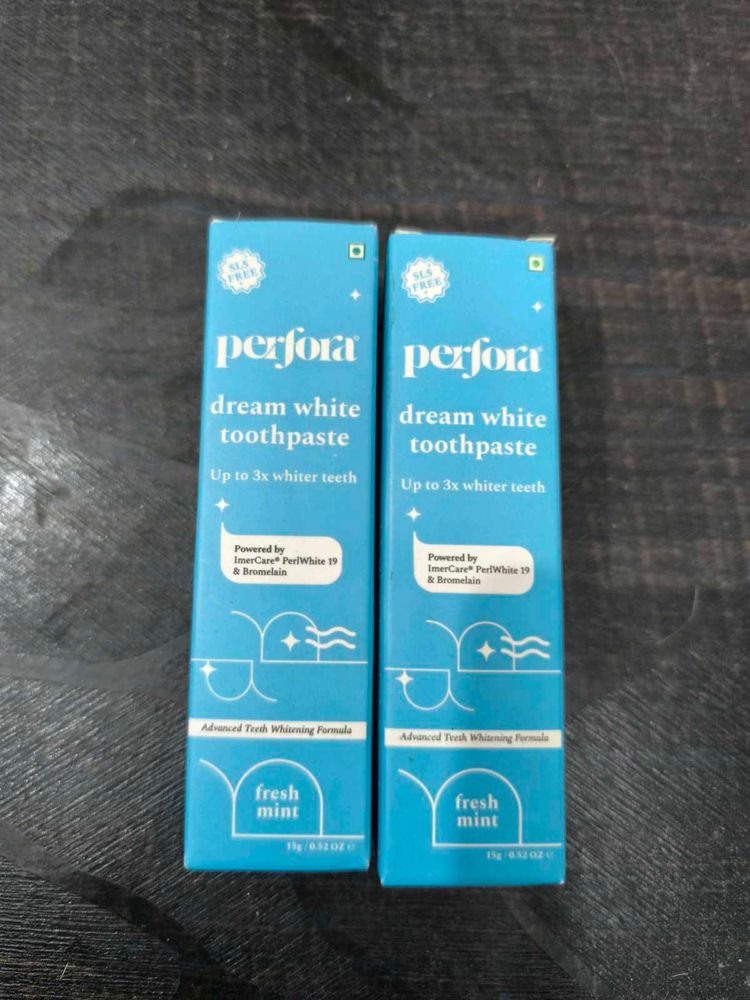 SLS
FREE
perfora®
dream white
toothpaste
Up to 3x whiter teeth
Powered by
ImerCare® PerlWhite 19
& Bromelain
Advanced Teeth Whitening Formula
fresh
mint
15g / 0.52 OZ ℮
SLS
FREE
perfora®
dream white
toothpaste
Up to 3x whiter teeth
Powered by
ImerCare® PerlWhite 19
& Bromelain
Advanced Teeth Whitening Formula
fresh
mint
15g / 0.52 OZ ℮